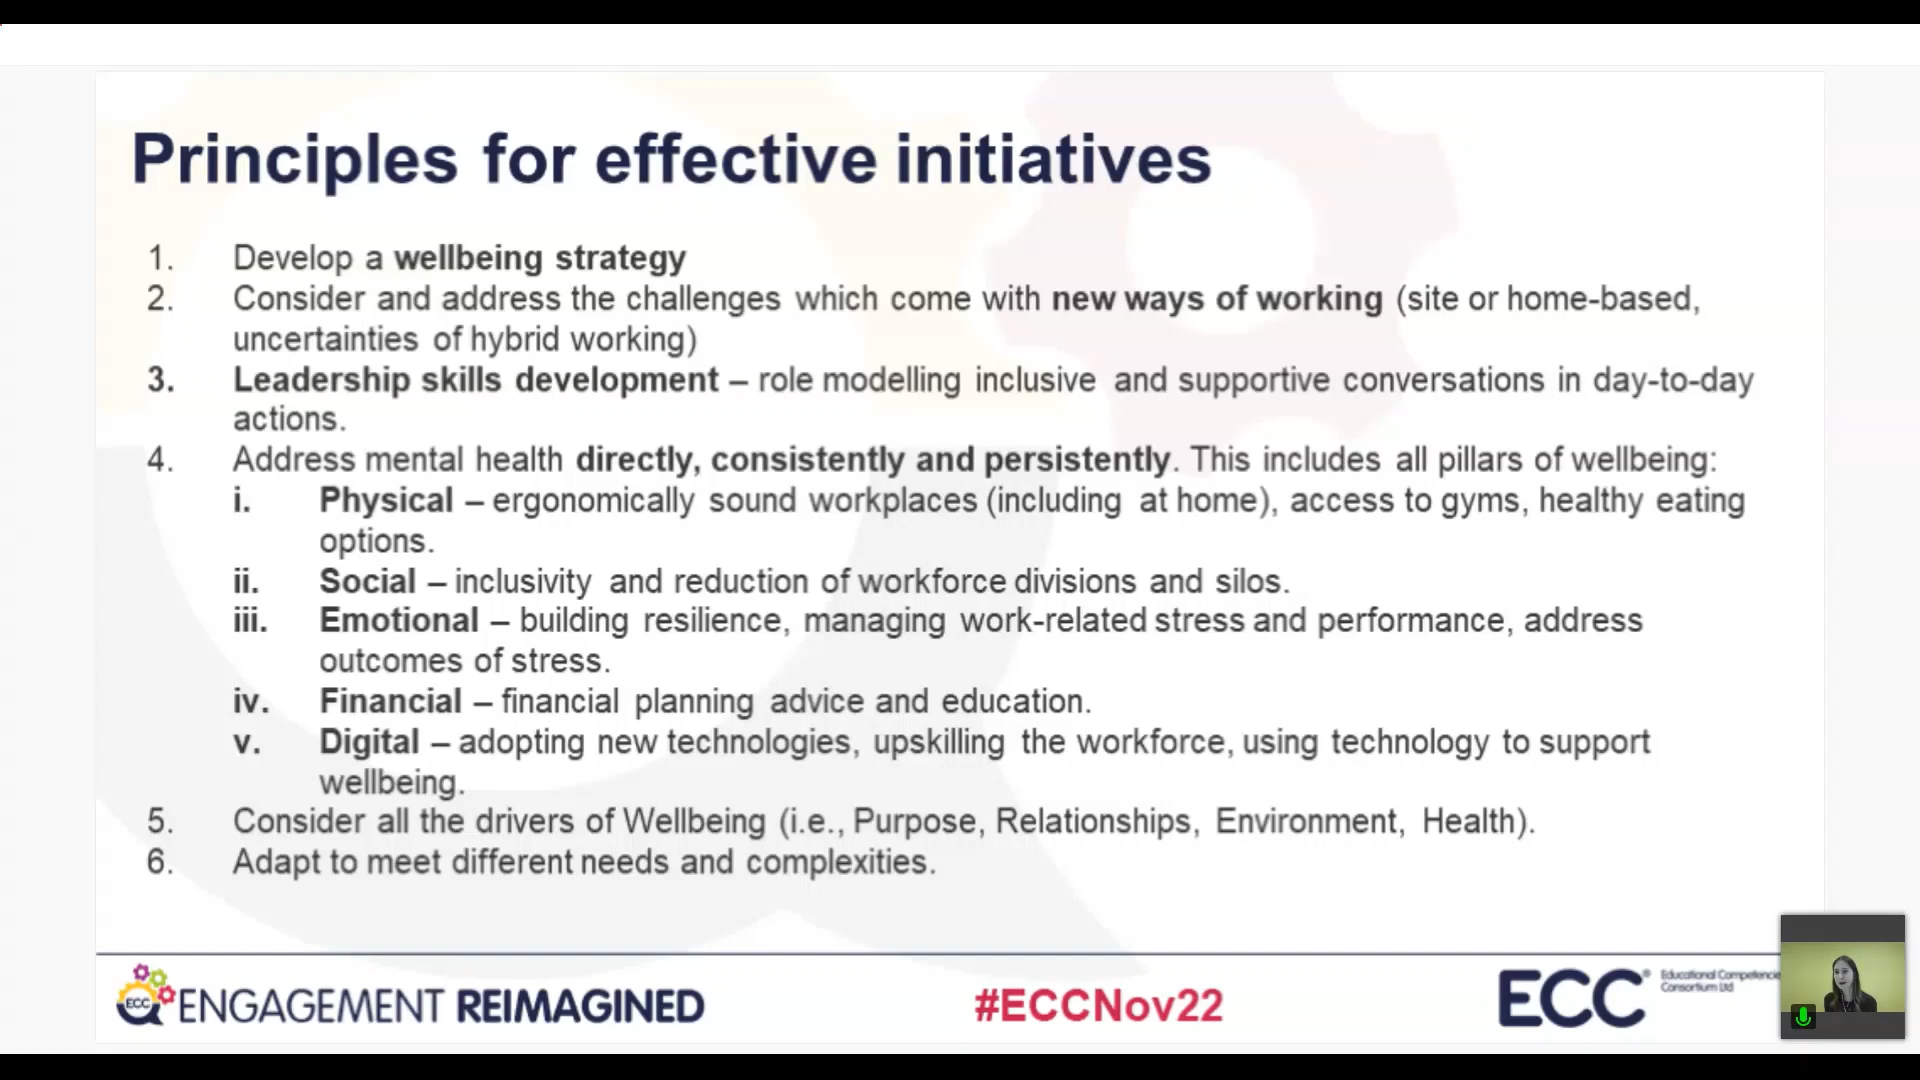 Principles for effective initiatives
1. Develop a wellbeing strategy
2. Consider and address the challenges which come with new ways of working (site or home-based,
uncertainties of hybrid working)
3. Leadership skills development – role modelling inclusive and supportive conversations in day-to-day
actions.
4. Address mental health directly, consistently and persistently. This includes all pillars of wellbeing:
i. Physical – ergonomically sound workplaces (including at home), access to gyms, healthy eating
options.
ii. Social – inclusivity and reduction of workforce divisions and silos.
iii. Emotional – building resilience, managing work-related stress and performance, address
outcomes of stress.
iv. Financial – financial planning advice and education.
v. Digital – adopting new technologies, upskilling the workforce, using technology to support
wellbeing.
5. Consider all the drivers of Wellbeing (i.e., Purpose, Relationships, Environment, Health).
6. Adapt to meet different needs and complexities.
ECC ENGAGEMENT REIMAGINED
#ECCNov22
ECC®
Educational Competencie
Consortium Ltd